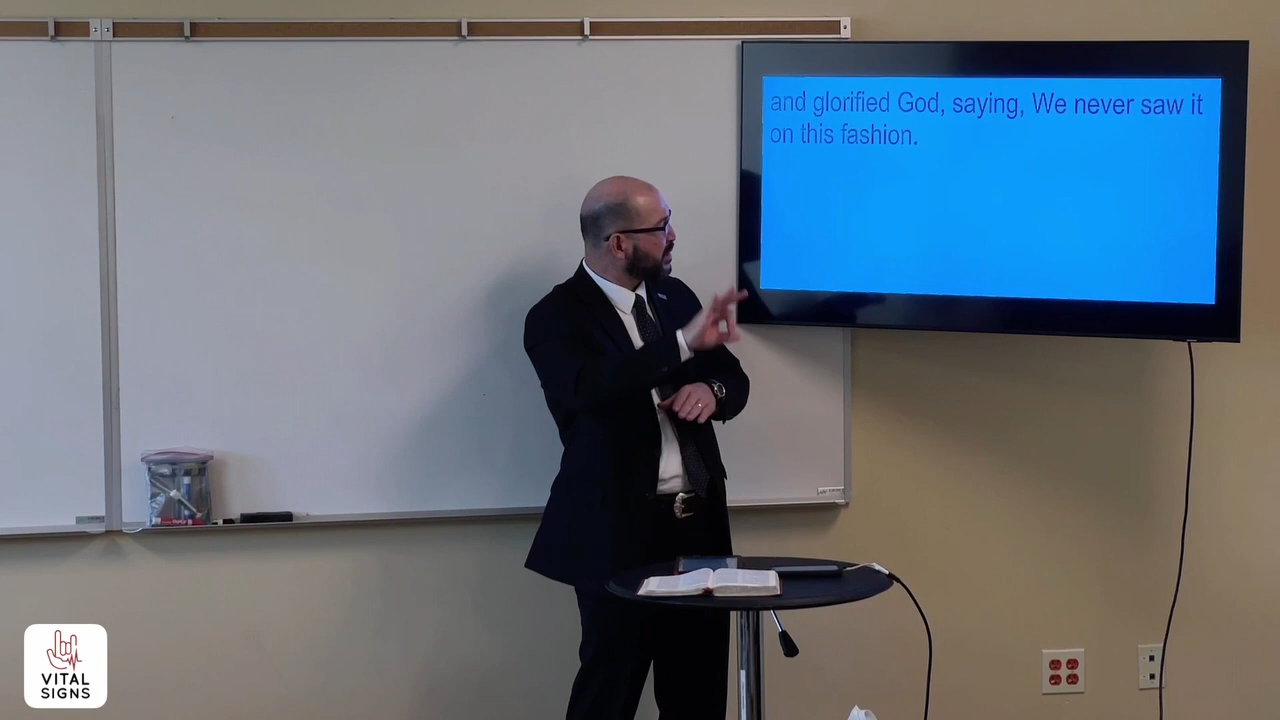 and glorified God, saying, We never saw it
on this fashion.
VITAL
SIGNS